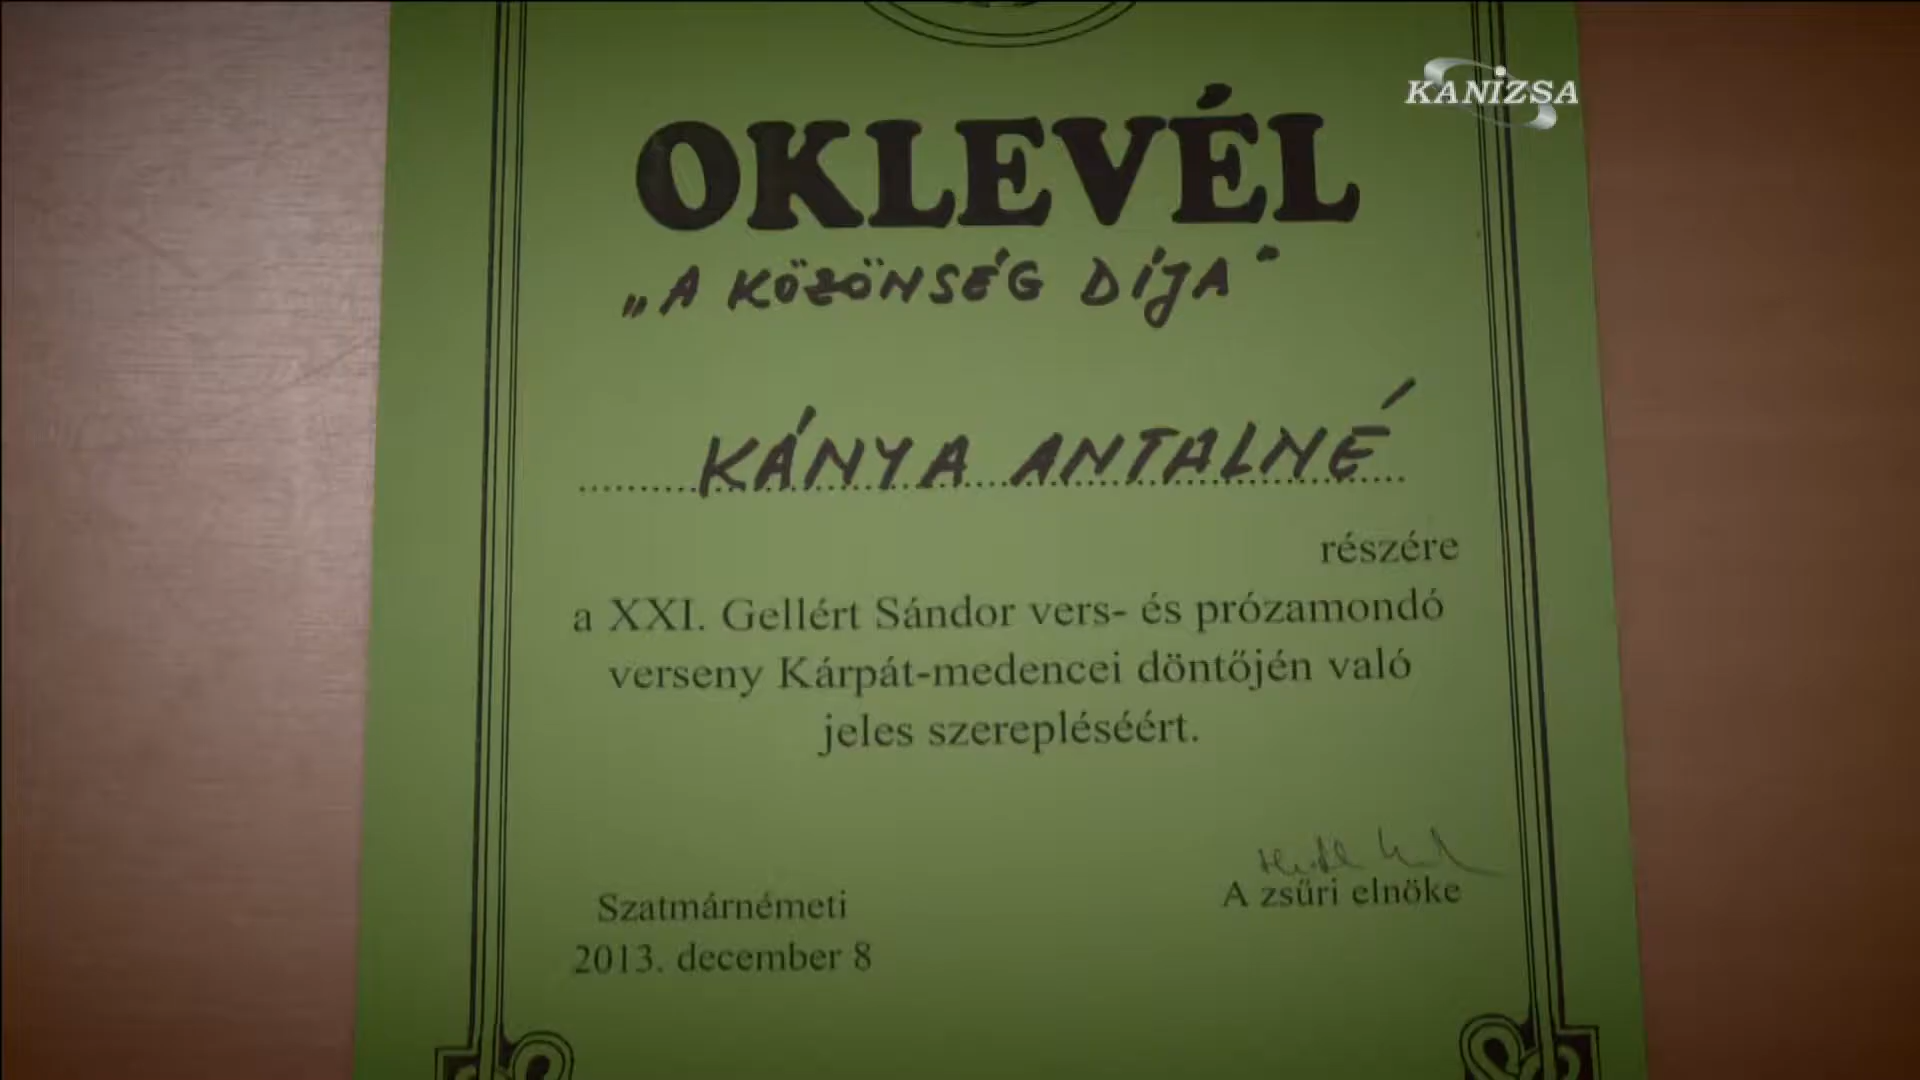 KANIZSA
OKLEVÉL
„A KÖZÖNSÉG DÍJA"
KÁNYA ANTALNÉ
részére
a XXI. Gellért Sándor vers- és prózamondó
verseny Kárpát-medencei döntőjén való
jeles szerepléséért.
A zsűri elnöke
Szatmárnémeti
2013. december 8